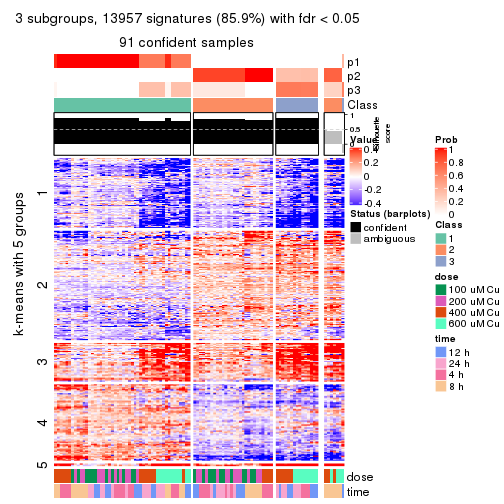 3 subgroups, 13957 signatures (85.9%) with fdr < 0.05
91 confident samples
p1
p2
p3
Class
1
0.5
0
Silhouette
score
k-means with 5 groups
1
2
3
4
5
dose
time
Value
0.4
0.2
0
-0.2
-0.4
Status (barplots)
confident
ambiguous
Prob
1
0.8
0.6
0.4
0.2
0
Class
1
2
3
dose
100 uM Cu
200 uM Cu
400 uM Cu
600 uM Cu
time
12 h
24 h
4 h
8 h